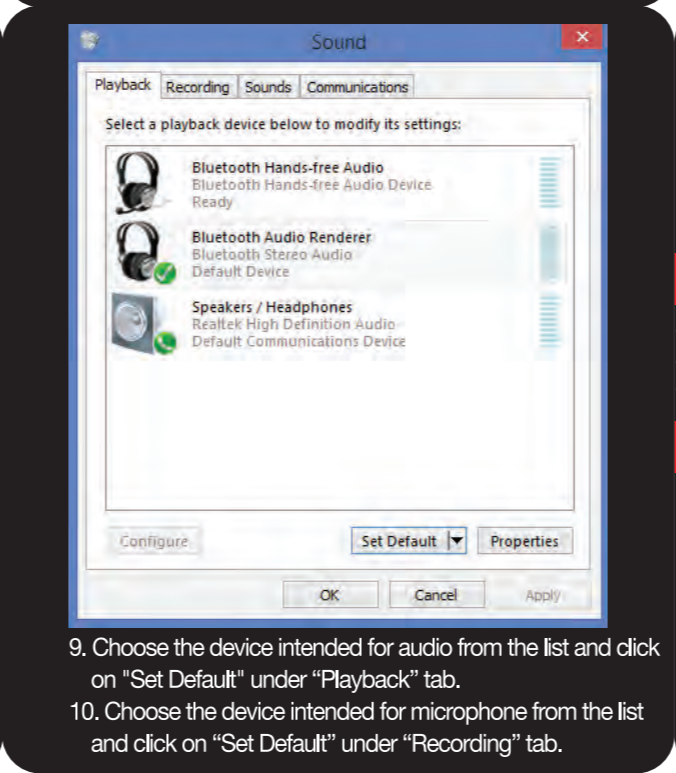 Sound
Playback Recording Sounds Communications
Select a playback device below to modify its settings:
Bluetooth Hands-free Audio
Bluetooth Hands-free Audio Device
Ready
Bluetooth Audio Renderer
Bluetooth Stereo Audio
Default Device
Speakers / Headphones
Realtek High Definition Audio
Default Communications Device
Configure Set Default Properties
OK Cancel Apply
9. Choose the device intended for audio from the list and click
on "Set Default" under “Playback” tab.
10. Choose the device intended for microphone from the list
and click on “Set Default” under “Recording” tab.